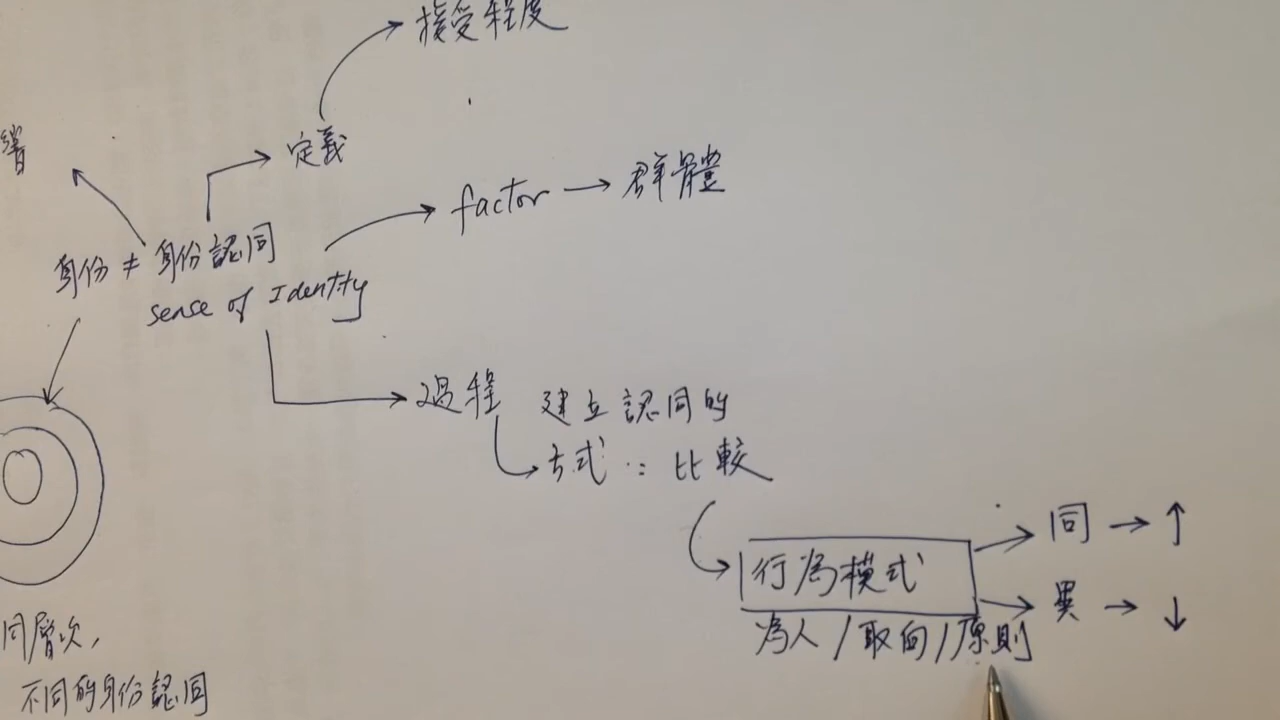 接受程度
定義
factor → 群體
身份 ≠ 身份認同
sense of Identity
過程 建立認同的
方式：比較
同 → ↑
行為模式
異 → ↓
為人 / 取向 / 原則
同層次，
不同的身份認同